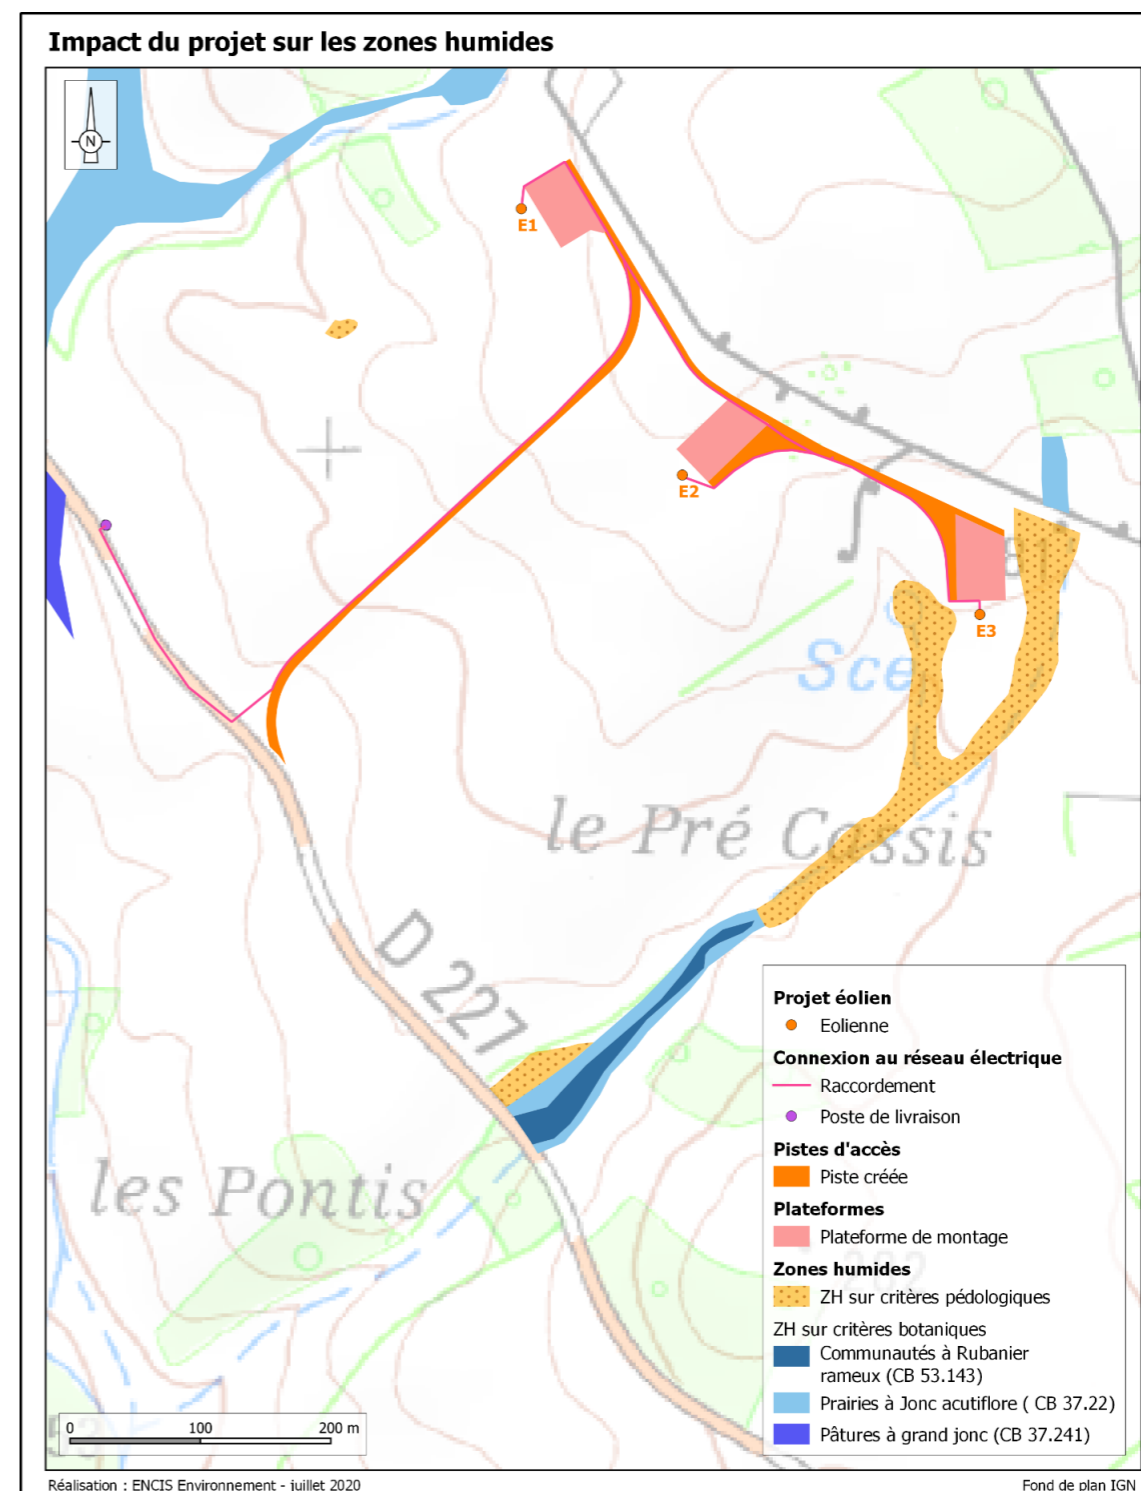 Impact du projet sur les zones humides
N
E1
E2
E3
le Pré Cassis
D 227
les Pontis
Projet éolien
Eolienne
Connexion au réseau électrique
Raccordement
Poste de livraison
Pistes d'accès
Piste créée
Plateformes
Plateforme de montage
Zones humides
ZH sur critères pédologiques
ZH sur critères botaniques
Communautés à Rubanier
rameux (CB 53.143)
Prairies à Jonc acutiflore ( CB 37.22)
Pâtures à grand jonc (CB 37.241)
0 100 200 m
Réalisation : ENCIS Environnement - juillet 2020
Fond de plan IGN